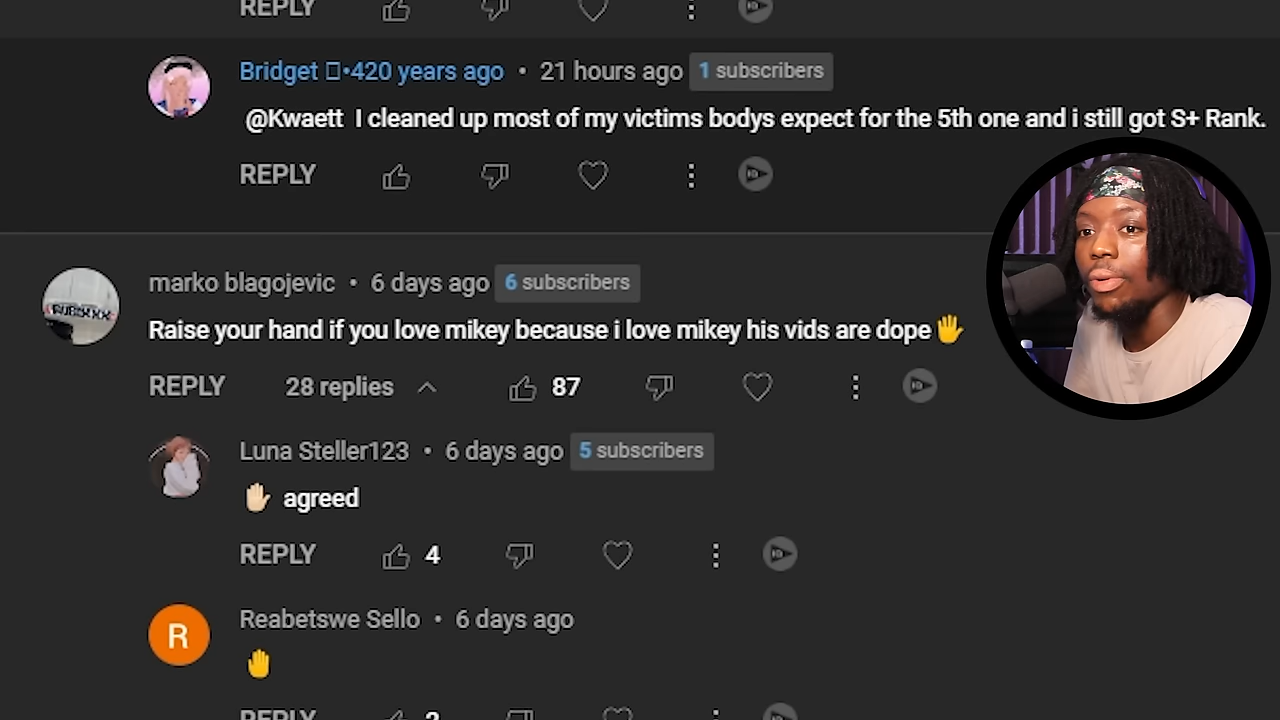 REPLY
Bridget •420 years ago • 21 hours ago 1 subscribers
@Kwaett I cleaned up most of my victims bodys expect for the 5th one and i still got S+ Rank.
REPLY
marko blagojevic • 6 days ago 6 subscribers
Raise your hand if you love mikey because i love mikey his vids are dope🖐
REPLY 28 replies 87
Luna Steller123 • 6 days ago 5 subscribers
🖐🏻 agreed
REPLY 4
R
Reabetswe Sello • 6 days ago
🤚
REPLY 2